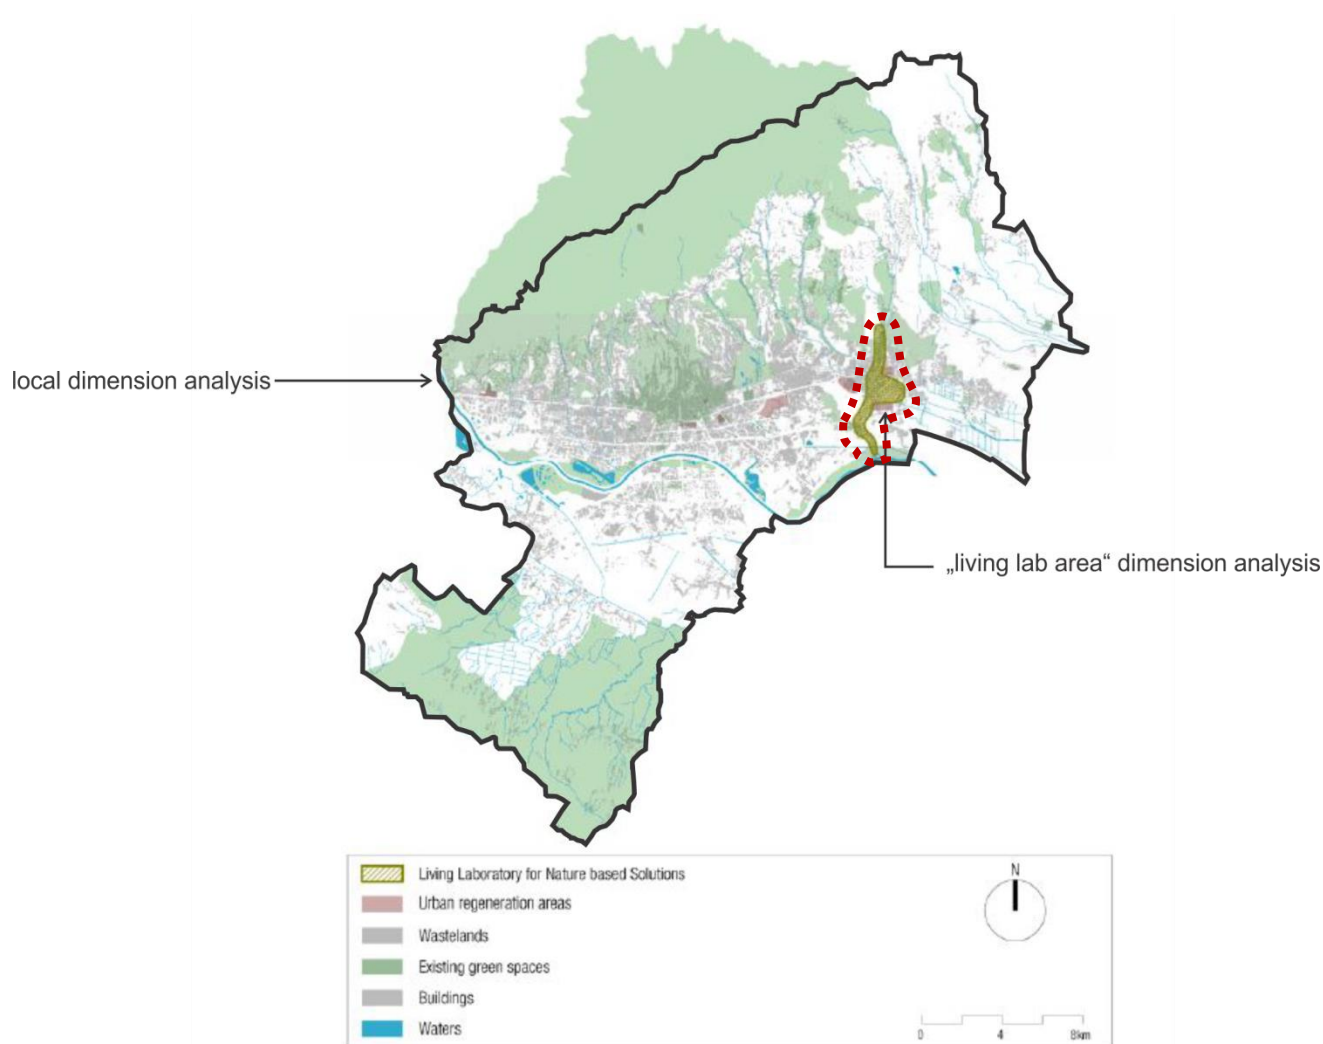 local dimension analysis
„living lab area“ dimension analysis
Living Laboratory for Nature based Solutions
Urban regeneration areas
Wastelands
Existing green spaces
Buildings
Waters
N
0 4 8km